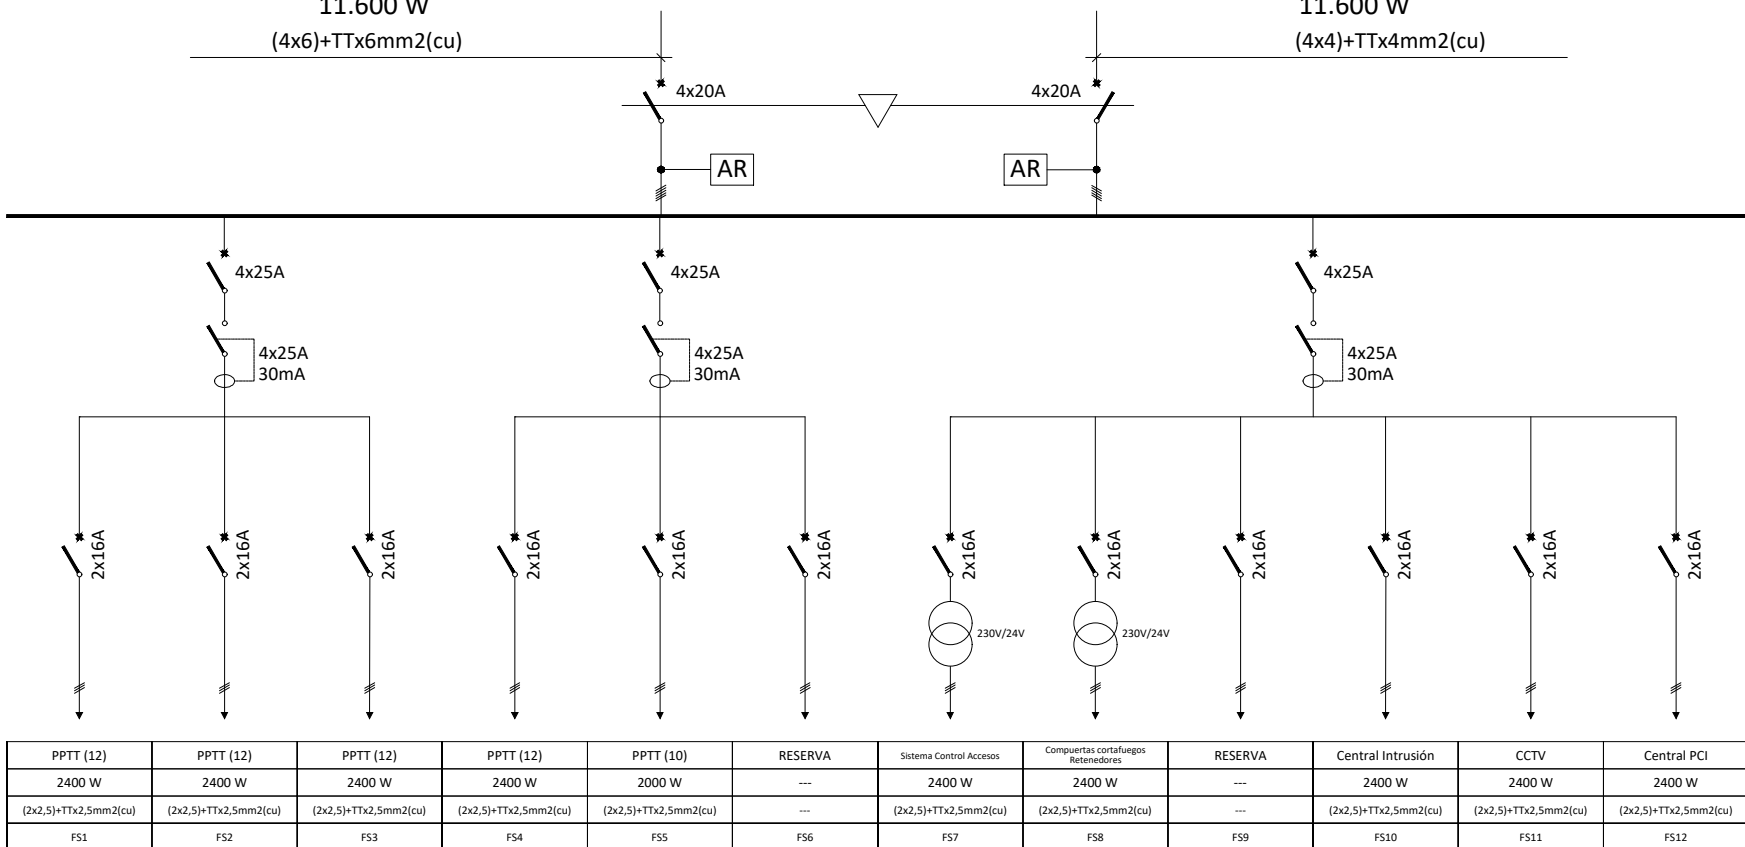 11.600 W
11.600 W
(4x6)+TTx6mm2(cu)
(4x4)+TTx4mm2(cu)
4x20A
4x20A
AR
AR
4x25A
4x25A
4x25A
4x25A
30mA
4x25A
30mA
4x25A
30mA
2x16A
2x16A
2x16A
2x16A
2x16A
2x16A
2x16A
2x16A
2x16A
2x16A
2x16A
2x16A
230V/24V
230V/24V
PPTT (12)
PPTT (12)
PPTT (12)
PPTT (12)
PPTT (10)
RESERVA
Sistema Control Accesos
Compuertas cortafuegos
Retenedores
RESERVA
Central Intrusión
CCTV
Central PCI
2400 W
2400 W
2400 W
2400 W
2000 W
---
2400 W
2400 W
---
2400 W
2400 W
2400 W
(2x2,5)+TTx2,5mm2(cu)
(2x2,5)+TTx2,5mm2(cu)
(2x2,5)+TTx2,5mm2(cu)
(2x2,5)+TTx2,5mm2(cu)
(2x2,5)+TTx2,5mm2(cu)
---
(2x2,5)+TTx2,5mm2(cu)
(2x2,5)+TTx2,5mm2(cu)
---
(2x2,5)+TTx2,5mm2(cu)
(2x2,5)+TTx2,5mm2(cu)
(2x2,5)+TTx2,5mm2(cu)
FS1
FS2
FS3
FS4
FS5
FS6
FS7
FS8
FS9
FS10
FS11
FS12